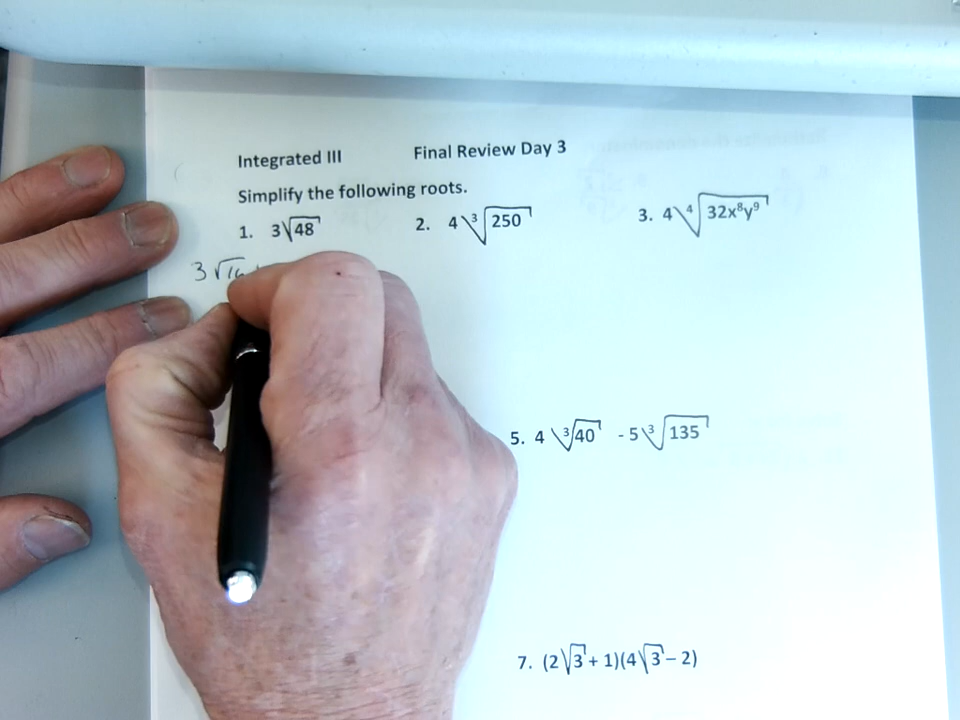 Integrated III Final Review Day 3
Simplify the following roots.
1. 3√48 2. 4∛250 3. 4∜32x⁸y⁹
3√16
5. 4∛40 - 5∛135
7. (2√3 + 1)(4√3 – 2)